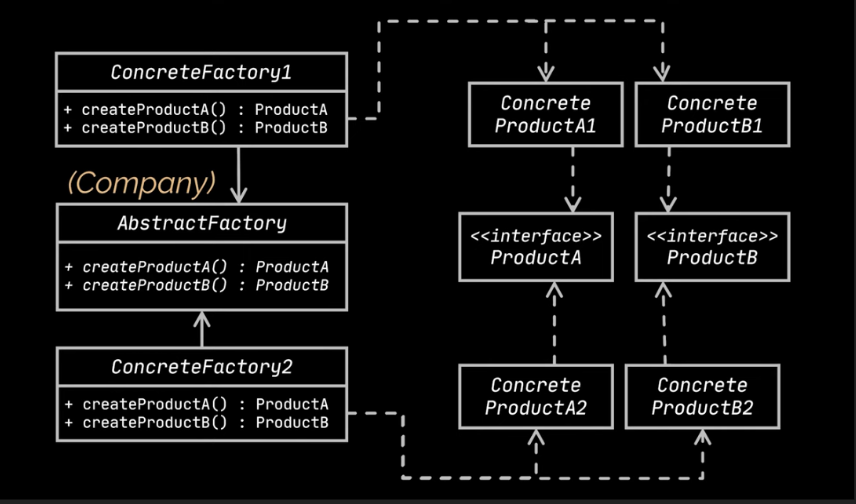 ConcreteFactory1
+ createProductA() : ProductA
+ createProductB() : ProductB
(Company)
AbstractFactory
+ createProductA() : ProductA
+ createProductB() : ProductB
ConcreteFactory2
+ createProductA() : ProductA
+ createProductB() : ProductB
Concrete
ProductA1
Concrete
ProductB1
<<interface>>
ProductA
<<interface>>
ProductB
Concrete
ProductA2
Concrete
ProductB2